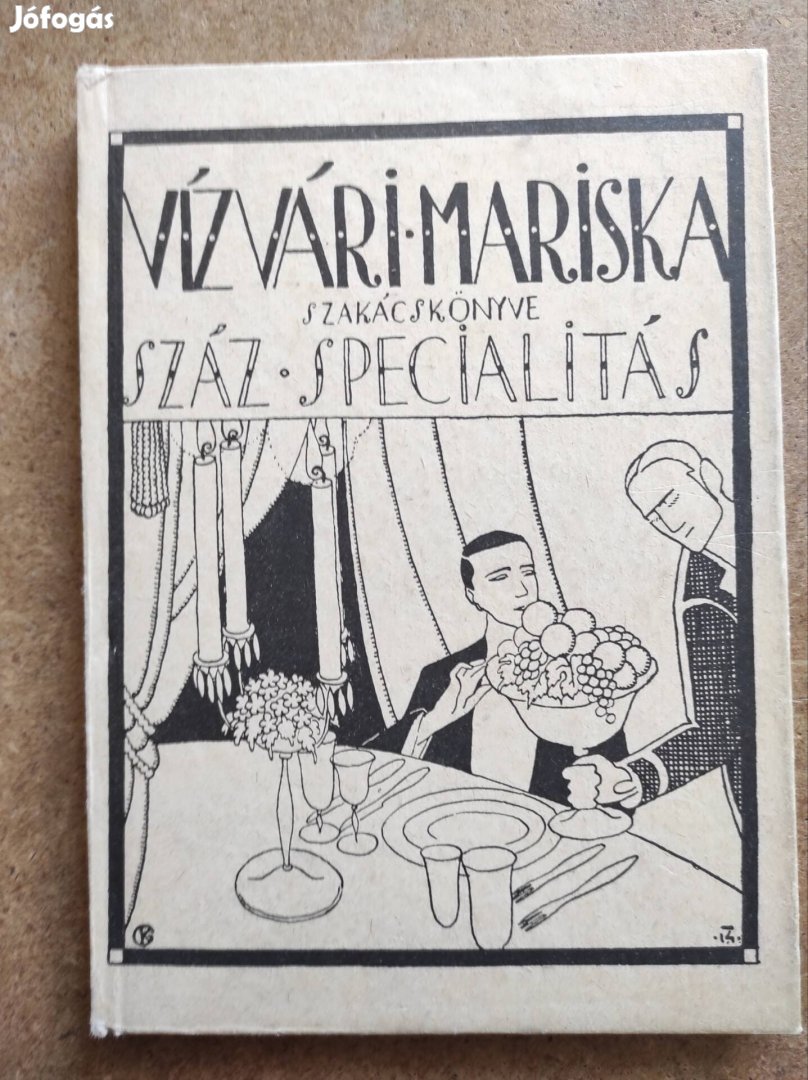 Jófogás
VÍZVÁRI · MARISKA
SZAKÁCSKÖNYVE
SZÁZ · SPECIALITÁS